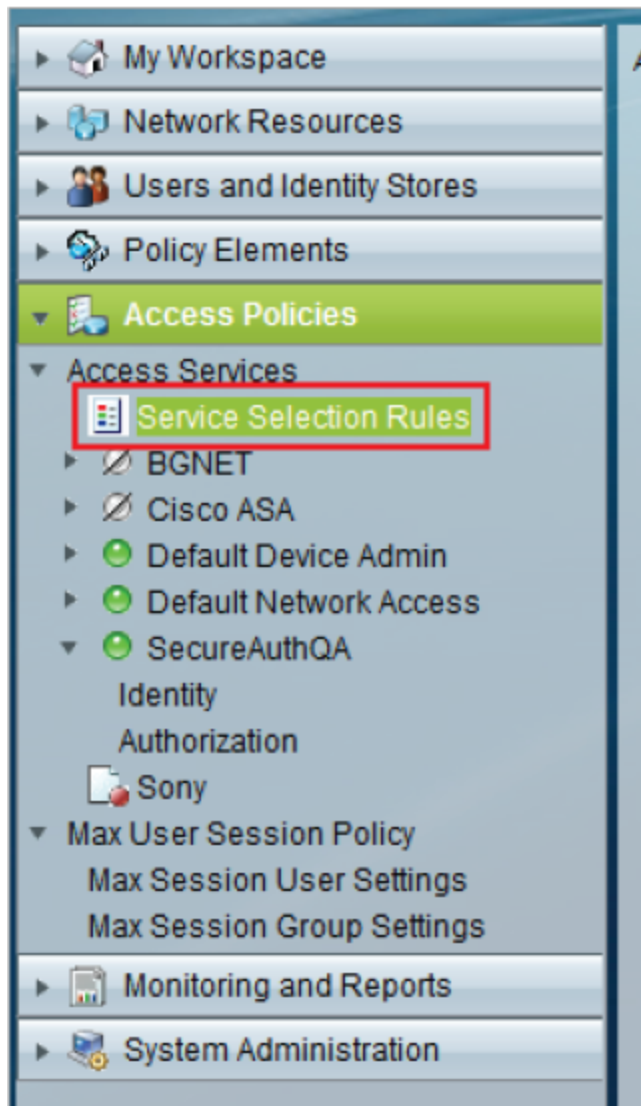 My Workspace
Network Resources
Users and Identity Stores
Policy Elements
Access Policies
Access Services
Service Selection Rules
BGNET
Cisco ASA
Default Device Admin
Default Network Access
SecureAuthQA
Identity
Authorization
Sony
Max User Session Policy
Max Session User Settings
Max Session Group Settings
Monitoring and Reports
System Administration